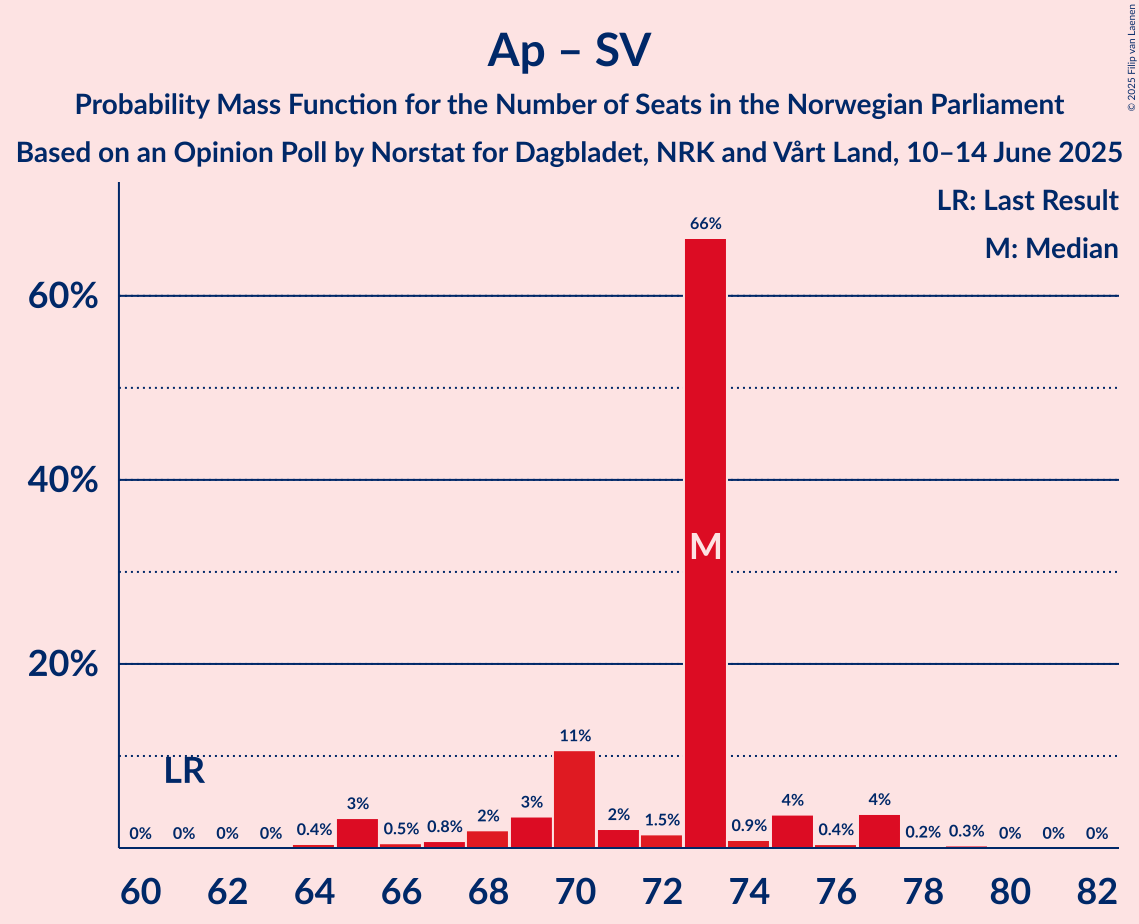 Ap – SV
Probability Mass Function for the Number of Seats in the Norwegian Parliament
Based on an Opinion Poll by Norstat for Dagbladet, NRK and Vårt Land, 10–14 June 2025
© 2025 Filip van Laenen
LR: Last Result
M: Median
60%
40%
20%
66%
M
11%
LR
0% 0% 0% 0% 0.4% 3% 0.5% 0.8% 2% 3% 2% 1.5% 0.9% 4% 0.4% 4% 0.2% 0.3% 0% 0% 0%
60 62 64 66 68 70 72 74 76 78 80 82